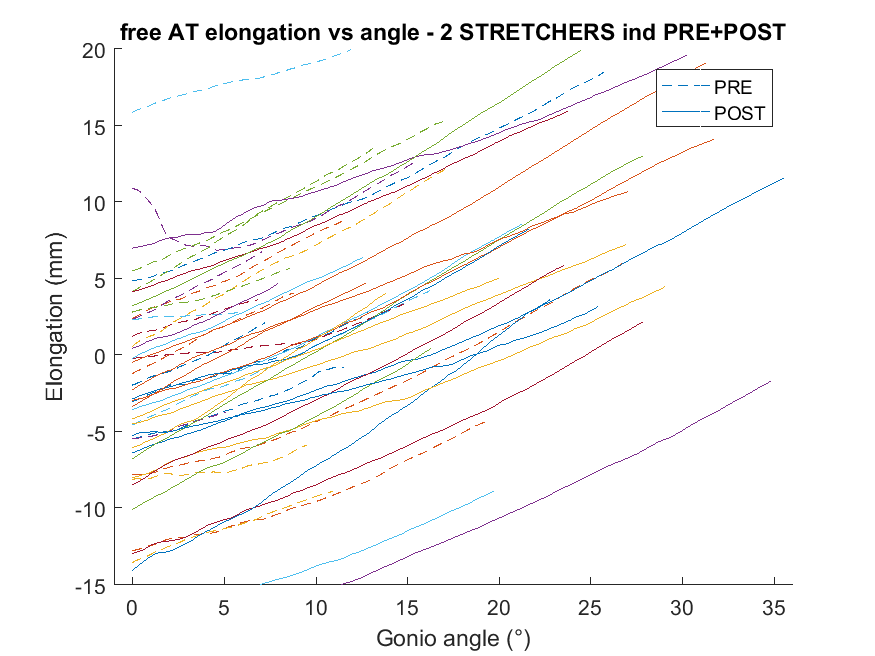 free AT elongation vs angle - 2 STRETCHERS ind PRE+POST
20
15
10
5
0
-5
-10
-15
Elongation (mm)
PRE
POST
0 5 10 15 20 25 30 35
Gonio angle (°)